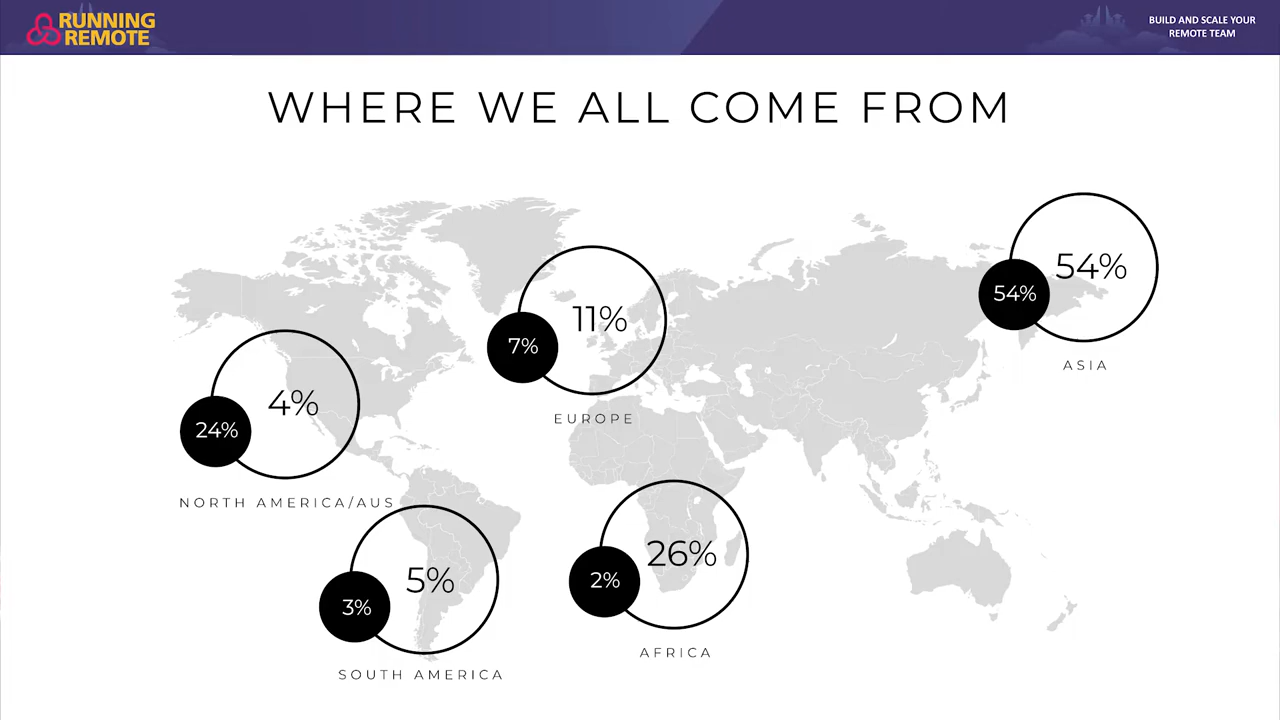 RUNNING
REMOTE
BUILD AND SCALE YOUR
REMOTE TEAM
WHERE WE ALL COME FROM
54%
54%
ASIA
11%
7%
EUROPE
4%
24%
NORTH AMERICA/AUS
5%
3%
SOUTH AMERICA
26%
2%
AFRICA